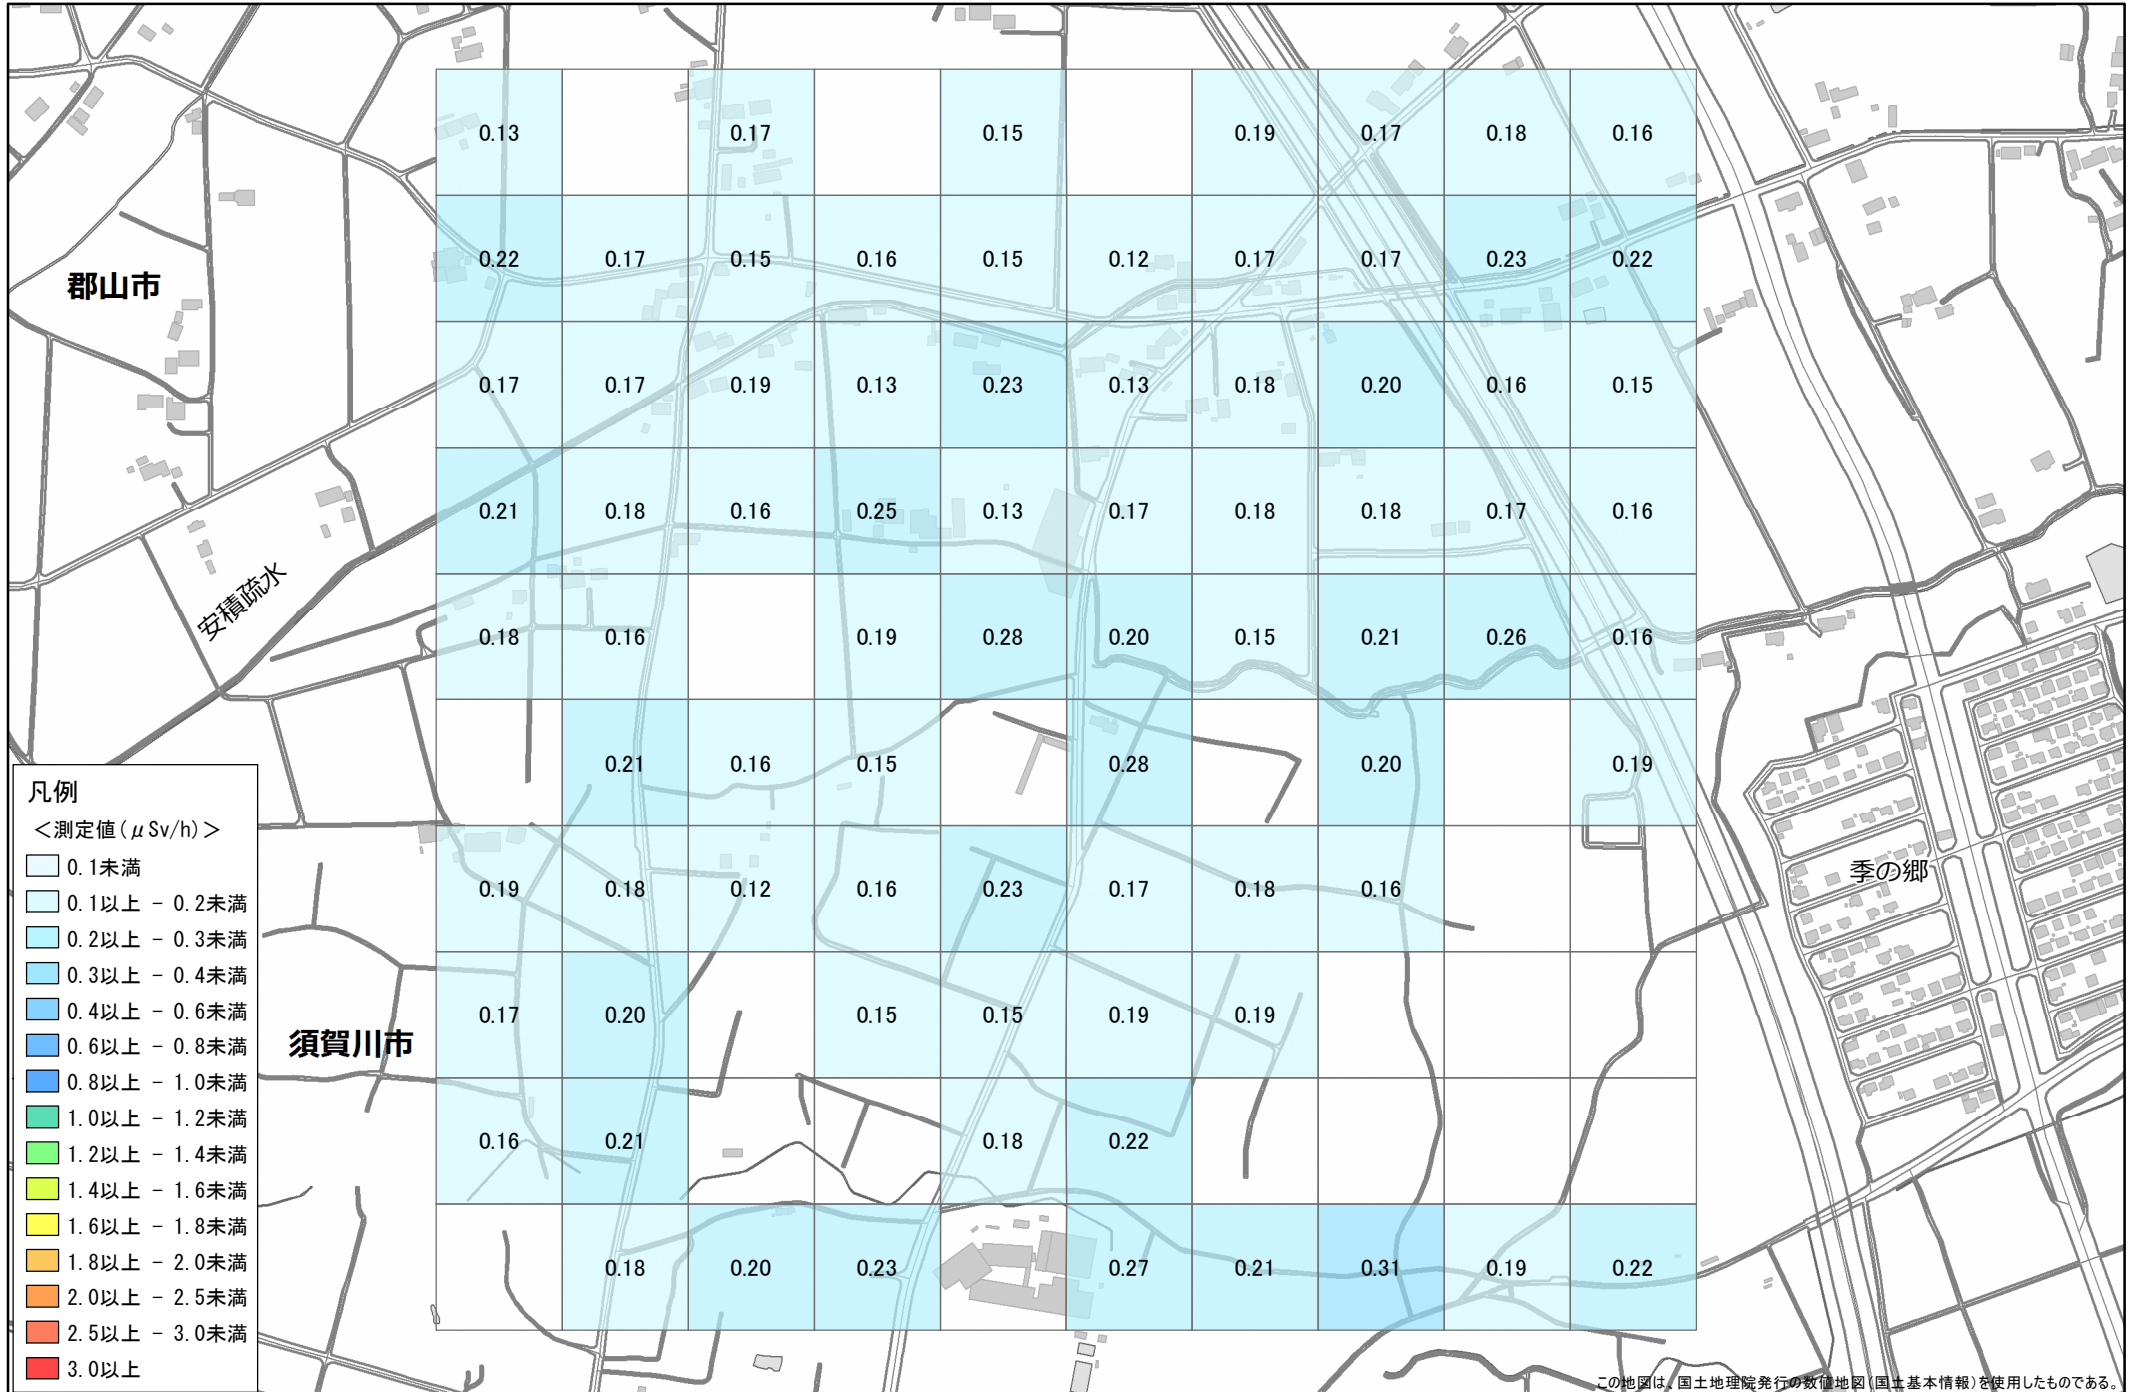 0.13 0.17 0.15 0.19 0.17 0.18 0.16
0.22 0.17 0.15 0.16 0.15 0.12 0.17 0.17 0.23 0.22
郡山市
0.17 0.17 0.19 0.13 0.23 0.13 0.18 0.20 0.16 0.15
0.21 0.18 0.16 0.25 0.13 0.17 0.18 0.18 0.17 0.16
安積疏水
0.18 0.16 0.19 0.28 0.20 0.15 0.21 0.26 0.16
0.21 0.16 0.15 0.28 0.20 0.19
季の郷
0.19 0.18 0.12 0.16 0.23 0.17 0.18 0.16
0.17 0.20 0.15 0.15 0.19 0.19
須賀川市
0.16 0.21 0.18 0.22
0.18 0.20 0.23 0.27 0.21 0.31 0.19 0.22
凡例
＜測定値(μSv/h)＞
0.1未満
0.1以上 － 0.2未満
0.2以上 － 0.3未満
0.3以上 － 0.4未満
0.4以上 － 0.6未満
0.6以上 － 0.8未満
0.8以上 － 1.0未満
1.0以上 － 1.2未満
1.2以上 － 1.4未満
1.4以上 － 1.6未満
1.6以上 － 1.8未満
1.8以上 － 2.0未満
2.0以上 － 2.5未満
2.5以上 － 3.0未満
3.0以上
この地図は、国土地理院発行の数値地図(国土基本情報)を使用したものである。